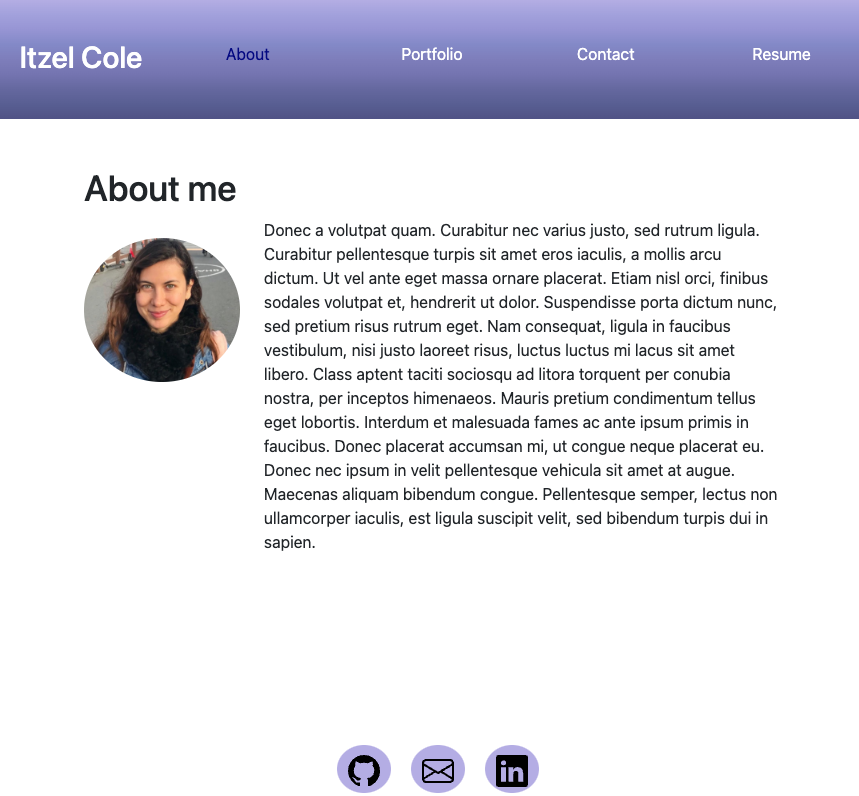 Itzel Cole
About
Portfolio
Contact
Resume
About me
Donec a volutpat quam. Curabitur nec varius justo, sed rutrum ligula.
Curabitur pellentesque turpis sit amet eros iaculis, a mollis arcu
dictum. Ut vel ante eget massa ornare placerat. Etiam nisl orci, finibus
sodales volutpat et, hendrerit ut dolor. Suspendisse porta dictum nunc,
sed pretium risus rutrum eget. Nam consequat, ligula in faucibus
vestibulum, nisi justo laoreet risus, luctus luctus mi lacus sit amet
libero. Class aptent taciti sociosqu ad litora torquent per conubia
nostra, per inceptos himenaeos. Mauris pretium condimentum tellus
eget lobortis. Interdum et malesuada fames ac ante ipsum primis in
faucibus. Donec placerat accumsan mi, ut congue neque placerat eu.
Donec nec ipsum in velit pellentesque vehicula sit amet at augue.
Maecenas aliquam bibendum congue. Pellentesque semper, lectus non
ullamcorper iaculis, est ligula suscipit velit, sed bibendum turpis dui in
sapien.
in